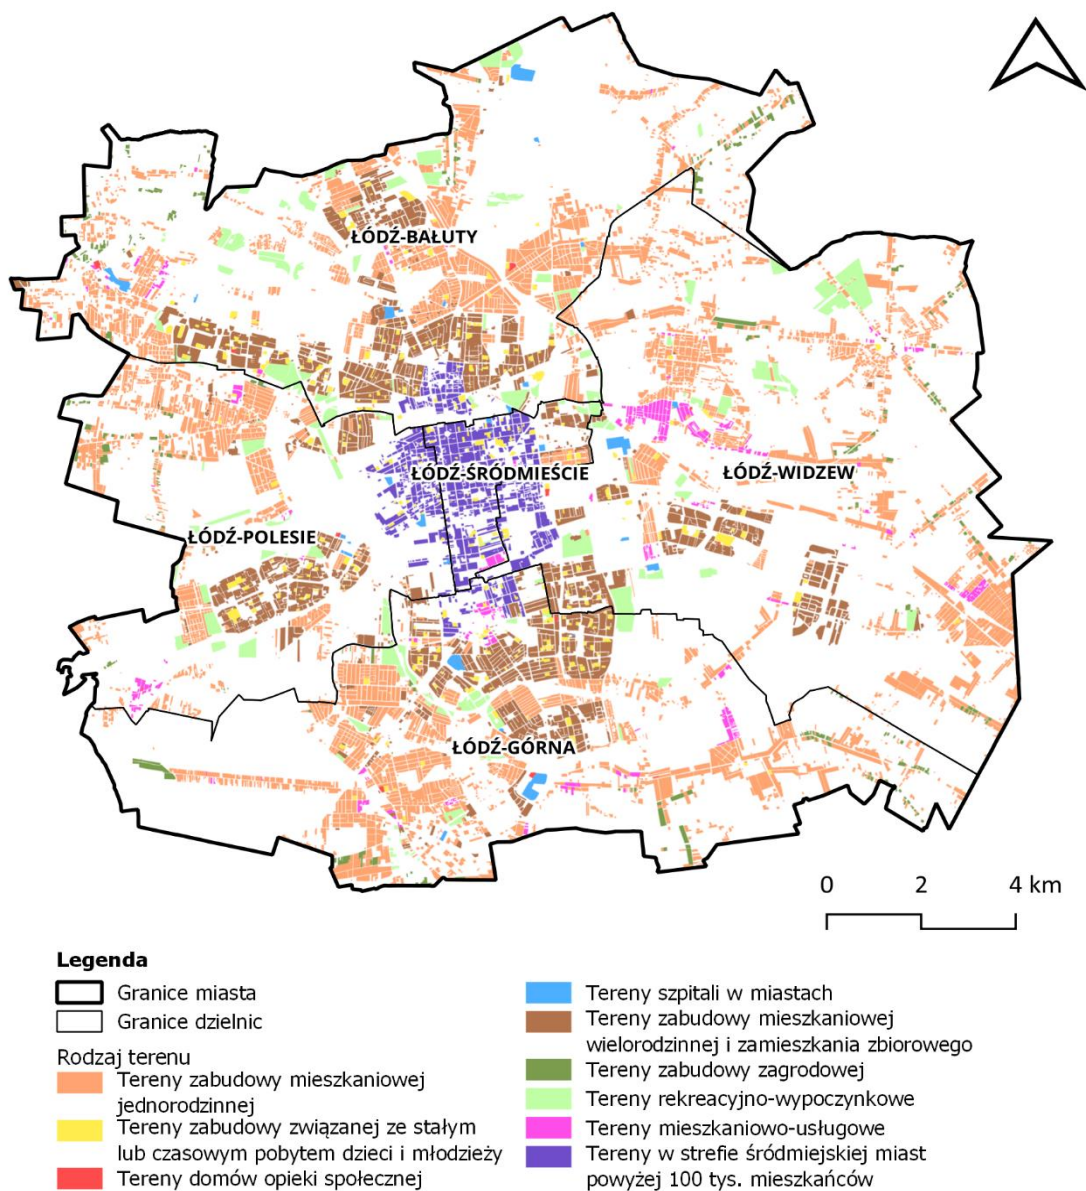 ŁÓDŹ-BAŁUTY
ŁÓDŹ-ŚRÓDMIEŚCIE
ŁÓDŹ-WIDZEW
ŁÓDŹ-POLESIE
ŁÓDŹ-GÓRNA
0 2 4 km
Legenda
Granice miasta
Granice dzielnic
Rodzaj terenu
Tereny zabudowy mieszkaniowej
jednorodzinnej
Tereny zabudowy związanej ze stałym
lub czasowym pobytem dzieci i młodzieży
Tereny domów opieki społecznej
Tereny szpitali w miastach
Tereny zabudowy mieszkaniowej
wielorodzinnej i zamieszkania zbiorowego
Tereny zabudowy zagrodowej
Tereny rekreacyjno-wypoczynkowe
Tereny mieszkaniowo-usługowe
Tereny w strefie śródmiejskiej miast
powyżej 100 tys. mieszkańców